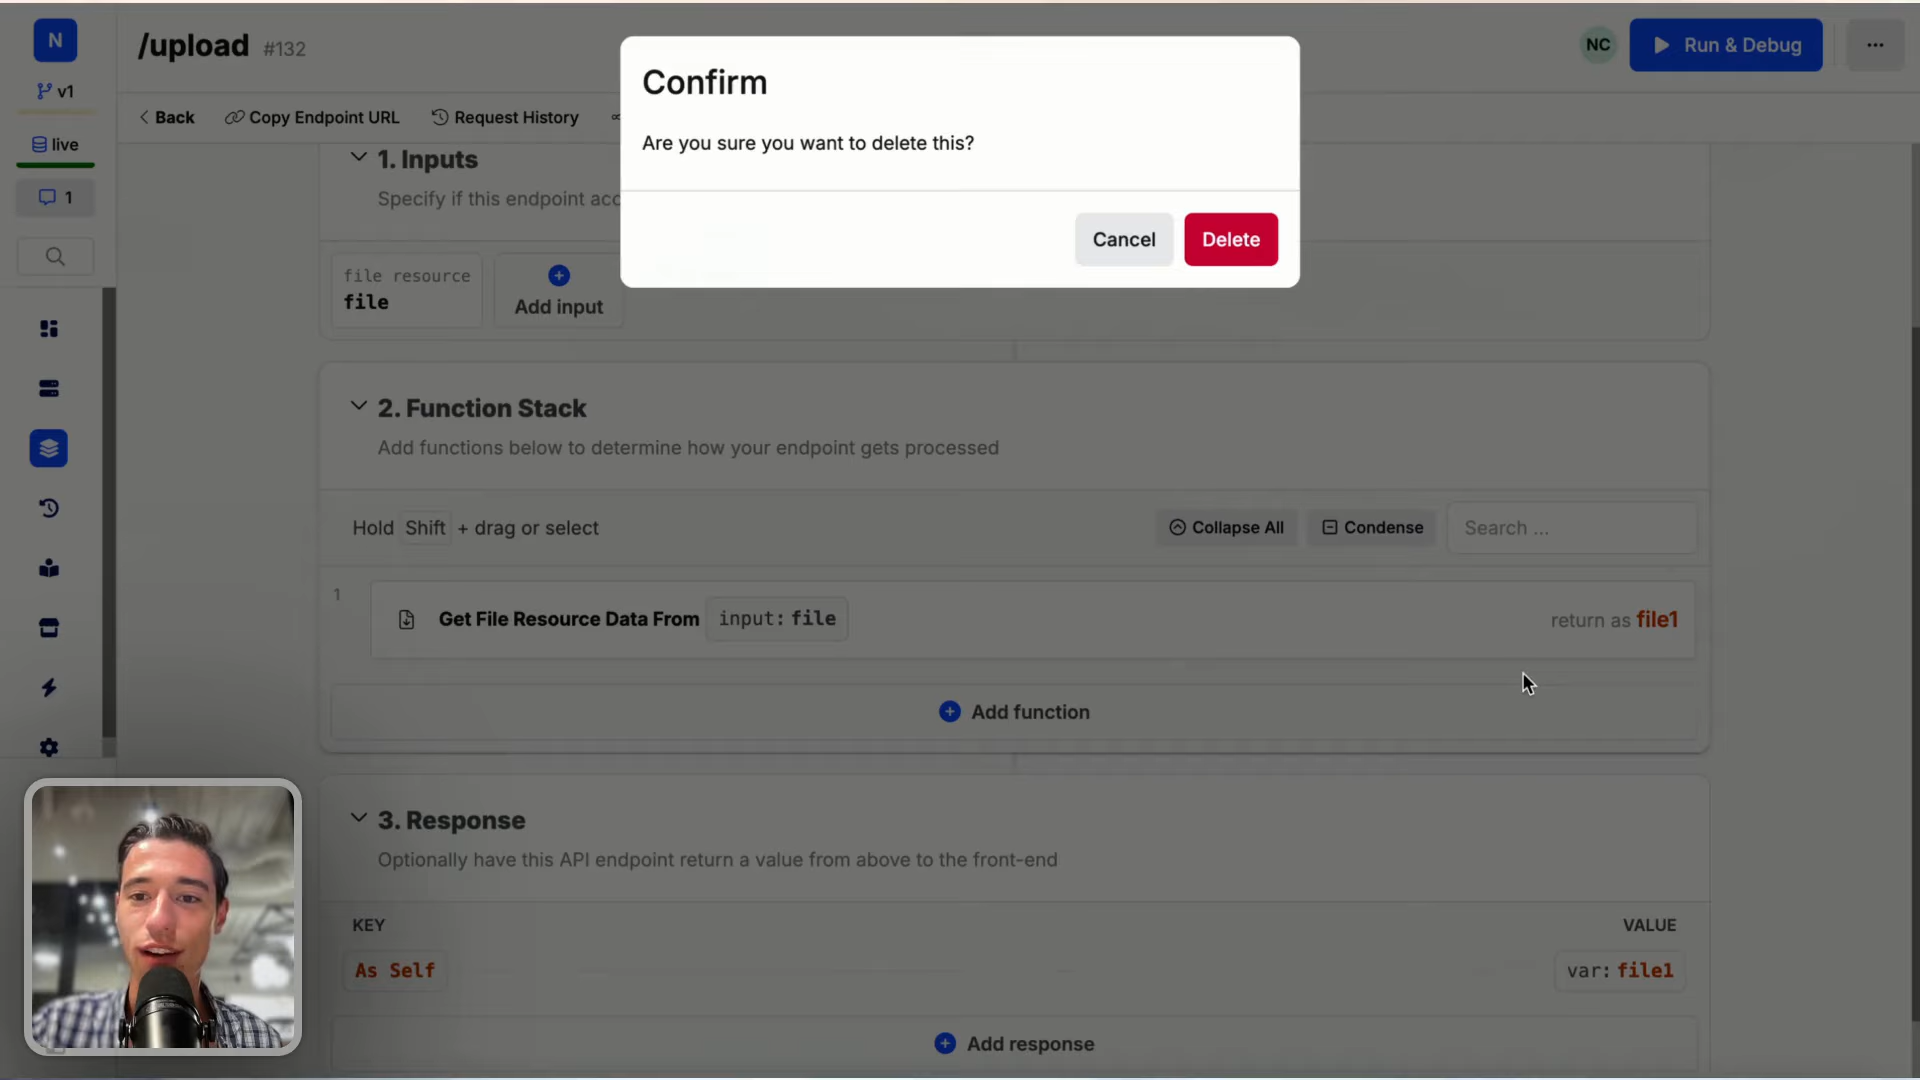 N
/upload #132
NC
Run & Debug
...
v1
Back
Copy Endpoint URL
Request History
live
1
Confirm
Are you sure you want to delete this?
Cancel
Delete
1. Inputs
Specify if this endpoint acc
file resource
file
Add input
2. Function Stack
Add functions below to determine how your endpoint gets processed
Hold Shift + drag or select
Collapse All
Condense
Search ...
1
Get File Resource Data From input: file
return as file1
Add function
3. Response
Optionally have this API endpoint return a value from above to the front-end
KEY
VALUE
As Self
var: file1
Add response